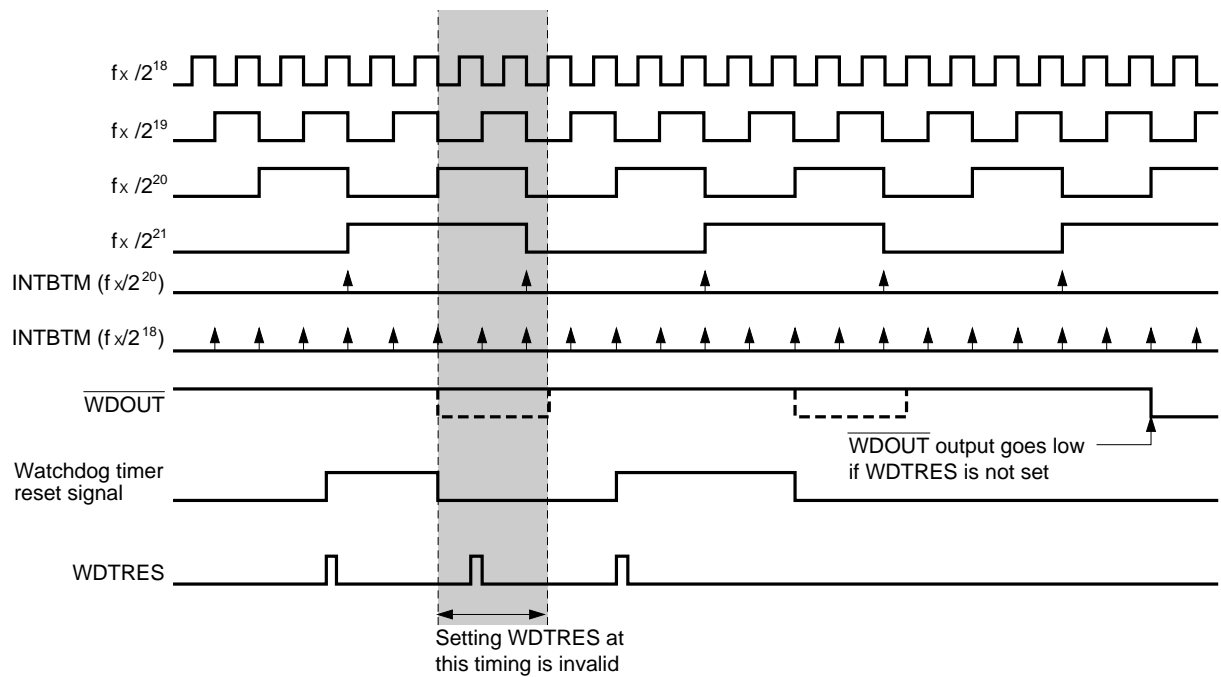 fx /2^18
fx /2^19
fx /2^20
fx /2^21
INTBTM (fx/2^20)
INTBTM (fx/2^18)
WDOUT
WDOUT output goes low
if WDTRES is not set
Watchdog timer
reset signal
WDTRES
Setting WDTRES at
this timing is invalid